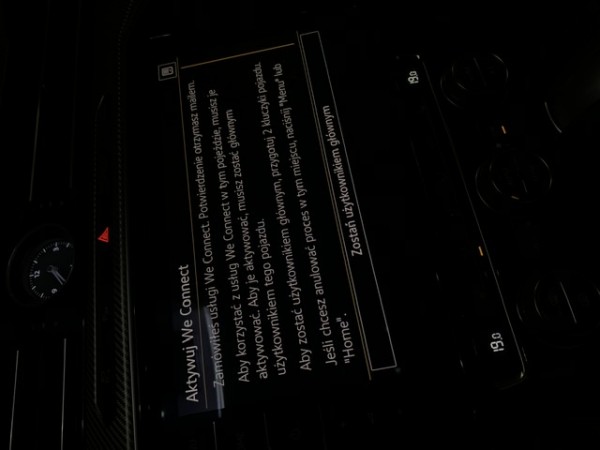 Aktywuj We Connect
Zamówiłeś usługi We Connect. Potwierdzenie otrzymasz mailem.
Aby korzystać z usług We Connect w tym pojeździe, musisz je
aktywować. Aby je aktywować, musisz zostać głównym
użytkownikiem tego pojazdu.
Aby zostać użytkownikiem głównym, przygotuj 2 kluczyki pojazdu.
Jeśli chcesz anulować proces w tym miejscu, naciśnij "Menu" lub
"Home".
Zostań użytkownikiem głównym
19.0
19.0